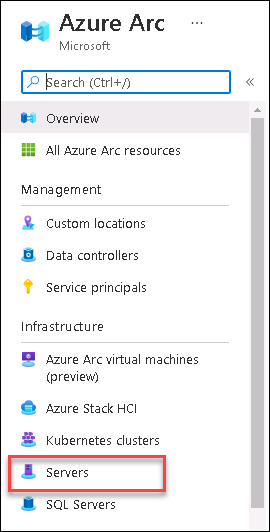 Azure Arc ...
Microsoft
Search (Ctrl+/)
«
Overview
All Azure Arc resources
Management
Custom locations
Data controllers
Service principals
Infrastructure
Azure Arc virtual machines
(preview)
Azure Stack HCI
Kubernetes clusters
Servers
SQL Servers